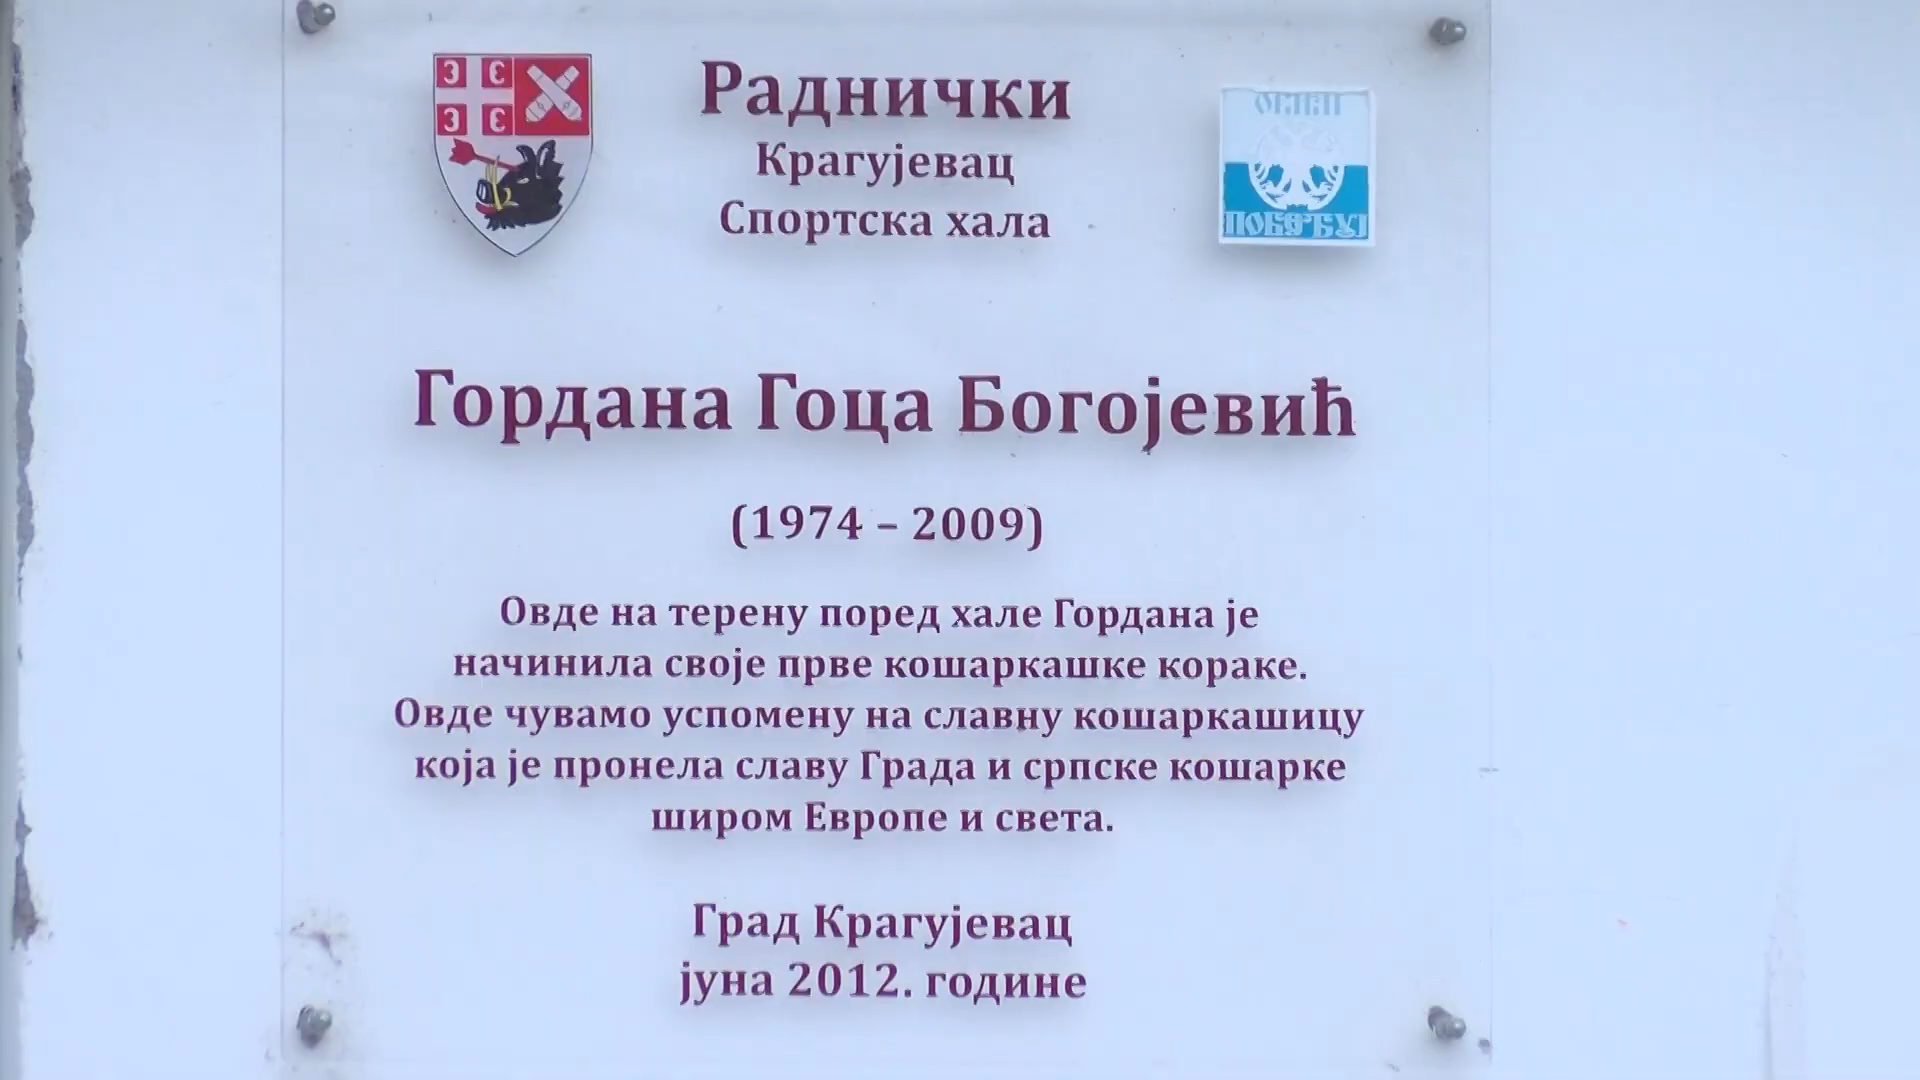 Раднички
Крагујевац
Спортска хала
Гордана Гоца Богојевић
(1974 – 2009)
Овде на терену поред хале Гордана је
начинила своје прве кошаркашке кораке.
Овде чувамо успомену на славну кошаркашицу
која је пронела славу Града и српске кошарке
широм Европе и света.
Град Крагујевац
јуна 2012. године